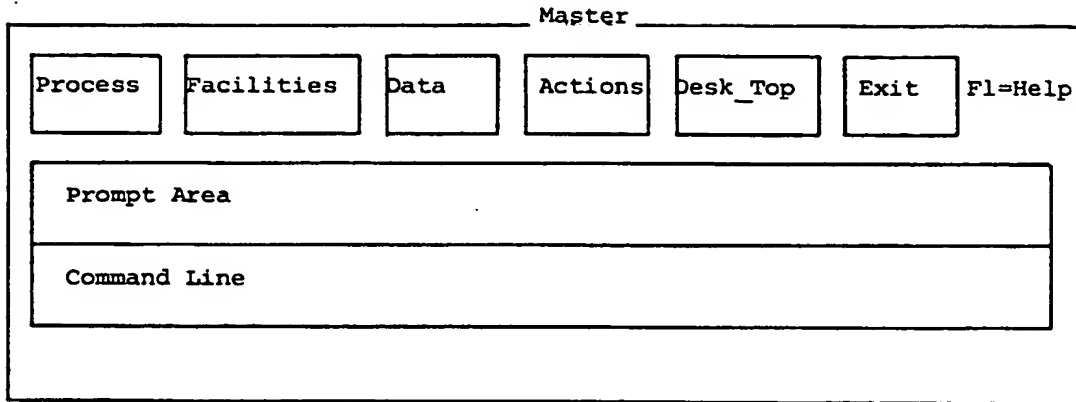 Master
Process Facilities Data Actions Desk_Top Exit F1=Help
Prompt Area
Command Line